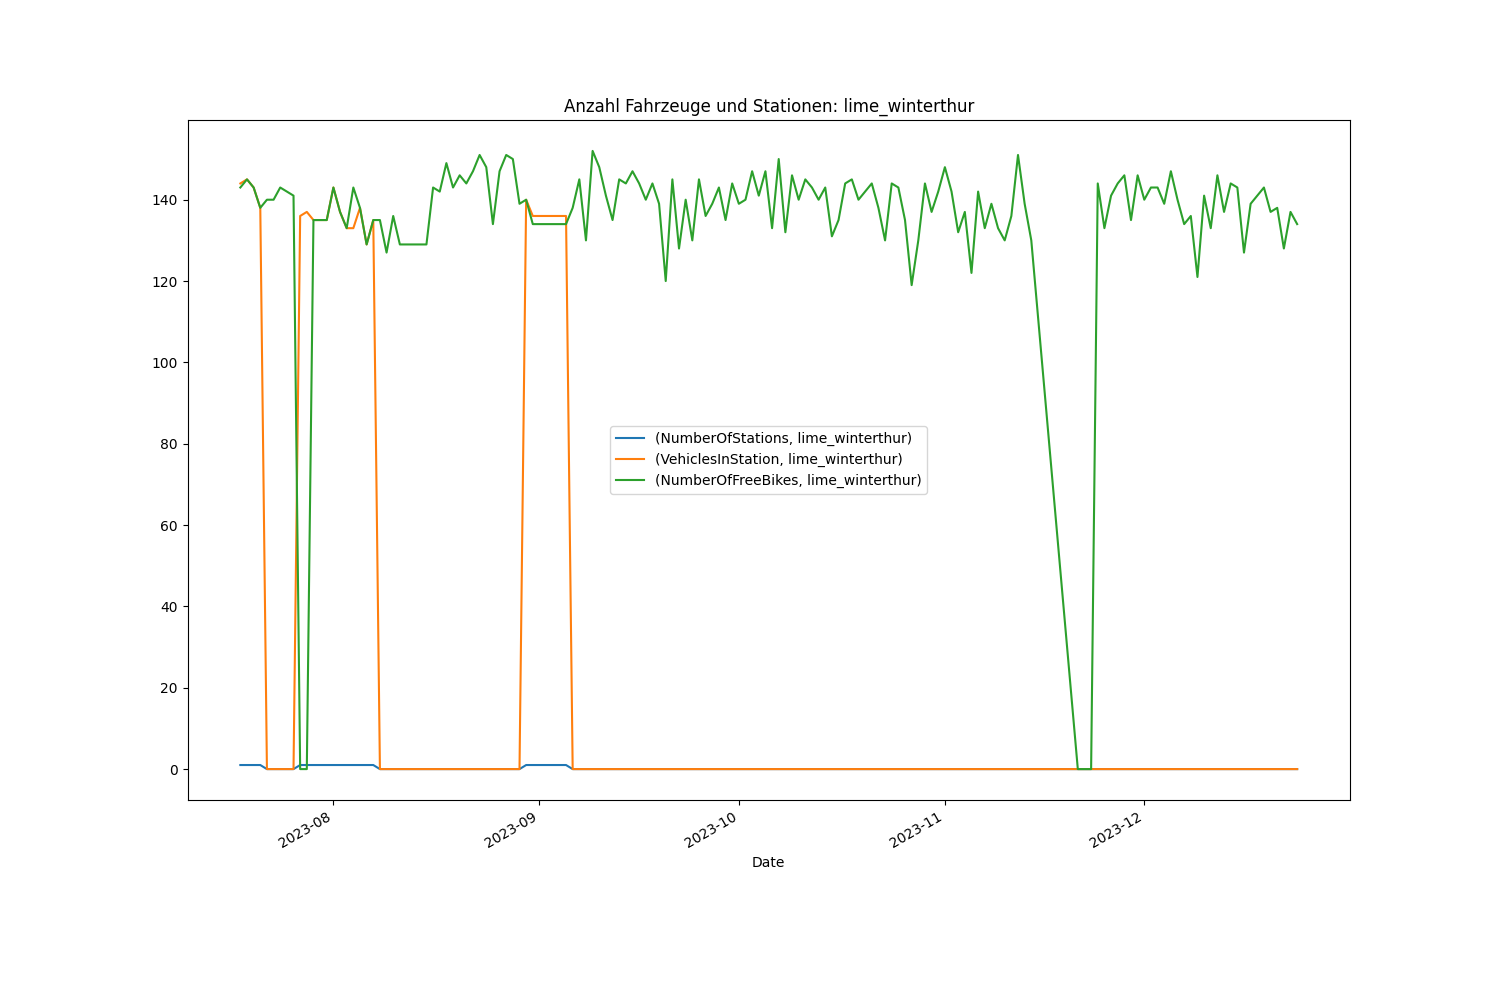 Anzahl Fahrzeuge und Stationen: lime_winterthur
140
120
100
80
60
40
20
0
(NumberOfStations, lime_winterthur)
(VehiclesInStation, lime_winterthur)
(NumberOfFreeBikes, lime_winterthur)
2023-08
2023-09
2023-10
2023-11
2023-12
Date